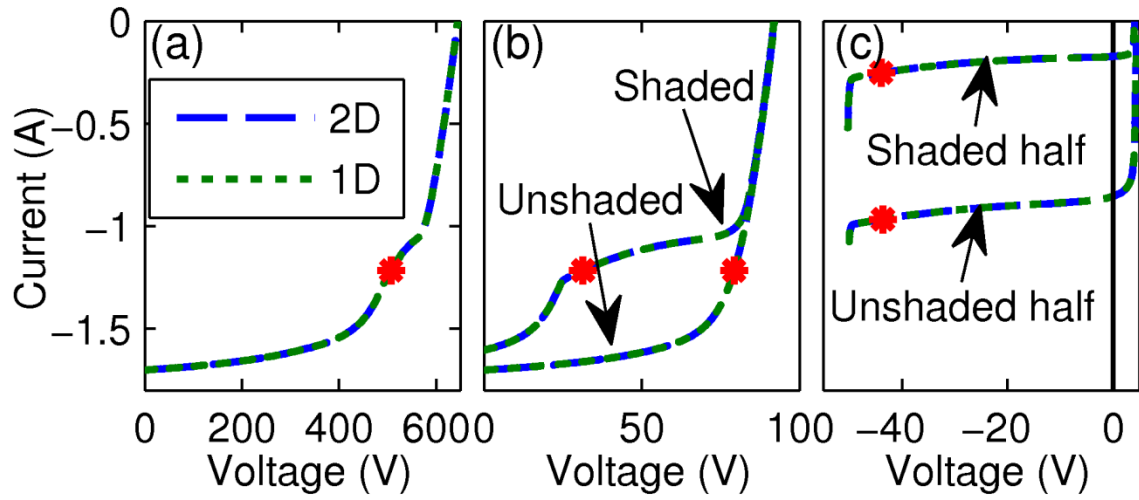 (a)
2D
1D
0
−0.5
−1
−1.5
Current (A)
0
200
400
600
Voltage (V)
(b)
Shaded
Unshaded
0
50
100
Voltage (V)
(c)
Shaded half
Unshaded half
−40
−20
0
Voltage (V)